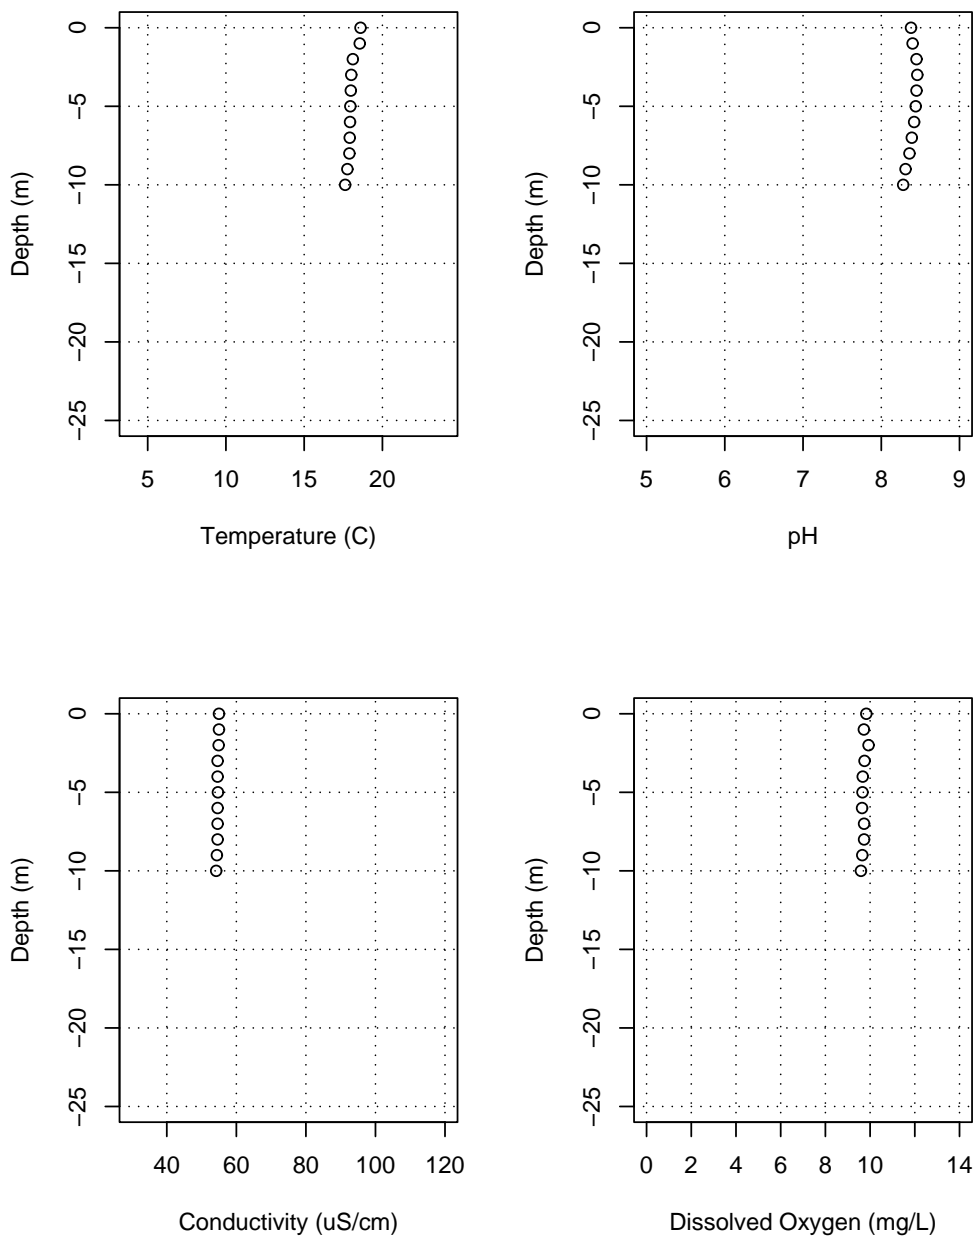 0
−5
−10
−15
−20
−25
Depth (m)
5 10 15 20
Temperature (C)
0
−5
−10
−15
−20
−25
Depth (m)
5 6 7 8 9
pH
0
−5
−10
−15
−20
−25
Depth (m)
40 60 80 100 120
Conductivity (uS/cm)
0
−5
−10
−15
−20
−25
Depth (m)
0 2 4 6 8 10 14
Dissolved Oxygen (mg/L)